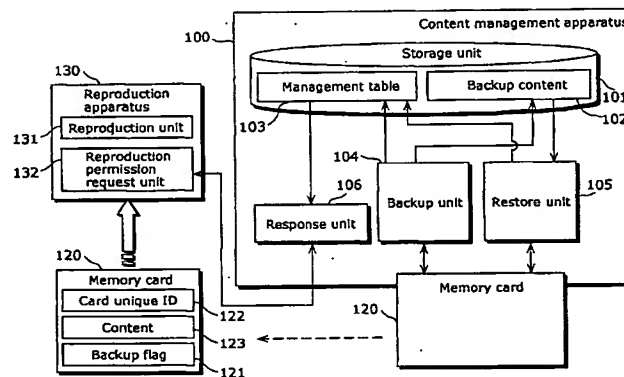 Content management apparatus
100
Storage unit
130
Reproduction
apparatus
Management table
Backup content
101
131
Reproduction unit
103
102
132
Reproduction
permission
request unit
104
106
Response unit
Backup unit
Restore unit
105
120
Memory card
Card unique ID
122
Content
123
Backup flag
121
Memory card
120